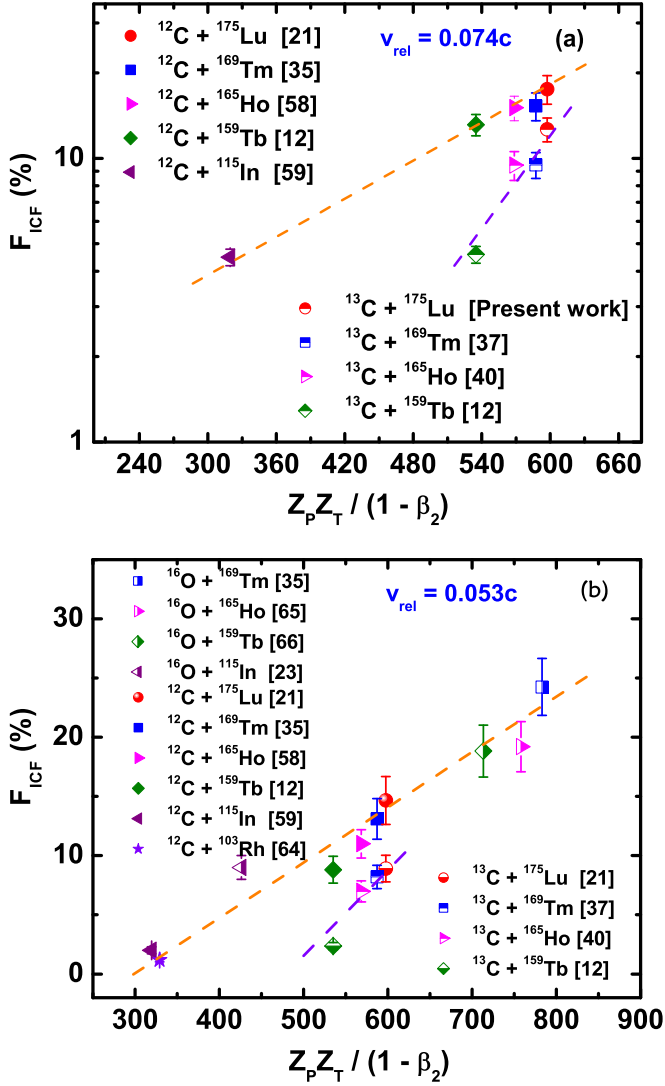 ¹²C + ¹⁷⁵Lu [21]
¹²C + ¹⁶⁹Tm [35]
¹²C + ¹⁶⁵Ho [58]
¹²C + ¹⁵⁹Tb [12]
¹²C + ¹¹⁵In [59]
v_rel = 0.074c
(a)
10
1
F_ICF (%)
¹³C + ¹⁷⁵Lu [Present work]
¹³C + ¹⁶⁹Tm [37]
¹³C + ¹⁶⁵Ho [40]
¹³C + ¹⁵⁹Tb [12]
240 300 360 420 480 540 600 660
Z_PZ_T / (1 - β₂)
¹⁶O + ¹⁶⁹Tm [35]
¹⁶O + ¹⁶⁵Ho [65]
¹⁶O + ¹⁵⁹Tb [66]
¹⁶O + ¹¹⁵In [23]
¹²C + ¹⁷⁵Lu [21]
¹²C + ¹⁶⁹Tm [35]
¹²C + ¹⁶⁵Ho [58]
¹²C + ¹⁵⁹Tb [12]
¹²C + ¹¹⁵In [59]
¹²C + ¹⁰³Rh [64]
v_rel = 0.053c
(b)
30
20
10
0
F_ICF (%)
¹³C + ¹⁷⁵Lu [21]
¹³C + ¹⁶⁹Tm [37]
¹³C + ¹⁶⁵Ho [40]
¹³C + ¹⁵⁹Tb [12]
300 400 500 600 700 800 900
Z_PZ_T / (1 - β₂)